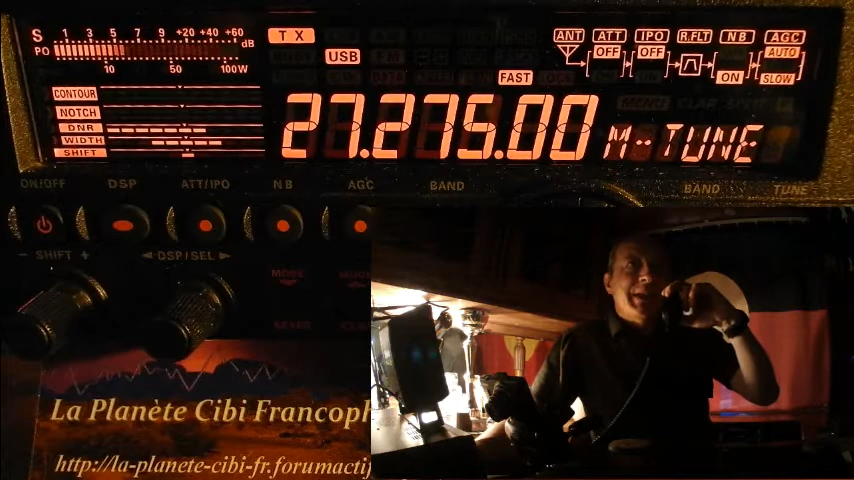 S 1 3 5 7 9 +20 +40 +60 dB
PO 10 50 100W
TX
USB
FAST
ANT ATT IPO R.FLT NB AGC
OFF OFF AUTO
ON SLOW
CONTOUR
NOTCH
DNR
WIDTH
SHIFT
27.275.00 M-TUNE
ON/OFF DSP ATT/IPO NB AGC BAND BAND TUNE
— SHIFT + ◀DSP/SEL▶
MODE
La Planète Cibi Francoph
http://la-planete-cibi-fr.forumactif